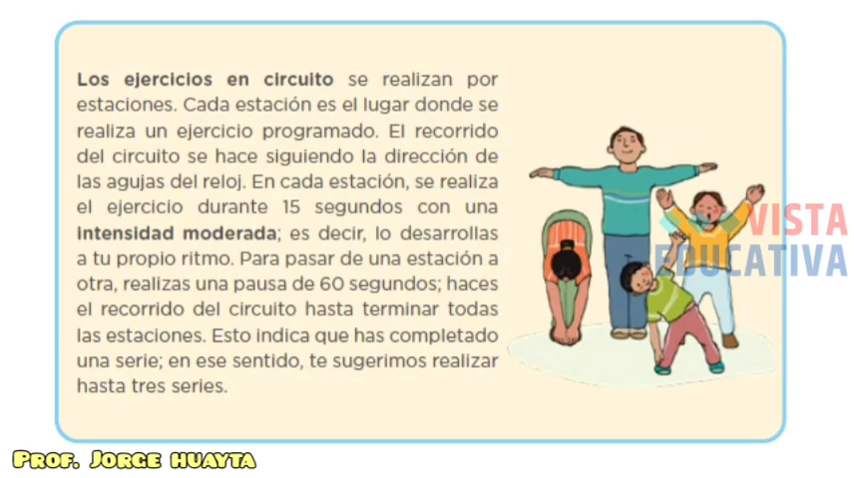 Los ejercicios en circuito se realizan por
estaciones. Cada estación es el lugar donde se
realiza un ejercicio programado. El recorrido
del circuito se hace siguiendo la dirección de
las agujas del reloj. En cada estación, se realiza
el ejercicio durante 15 segundos con una
intensidad moderada; es decir, lo desarrollas
a tu propio ritmo. Para pasar de una estación a
otra, realizas una pausa de 60 segundos; haces
el recorrido del circuito hasta terminar todas
las estaciones. Esto indica que has completado
una serie; en ese sentido, te sugerimos realizar
hasta tres series.
VISTA
EDUCATIVA
Prof. Jorge huayta